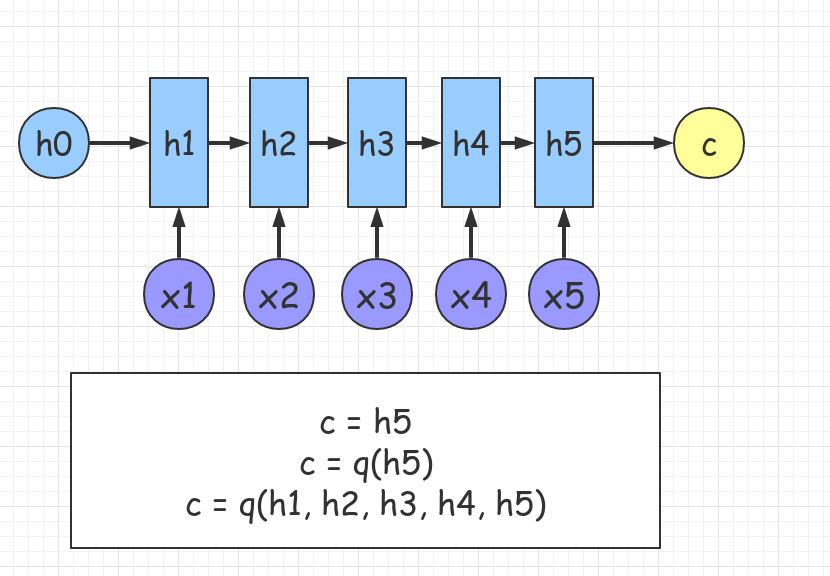 h0 h1 h2 h3 h4 h5 c
x1 x2 x3 x4 x5
c = h5
c = q(h5)
c = q(h1, h2, h3, h4, h5)